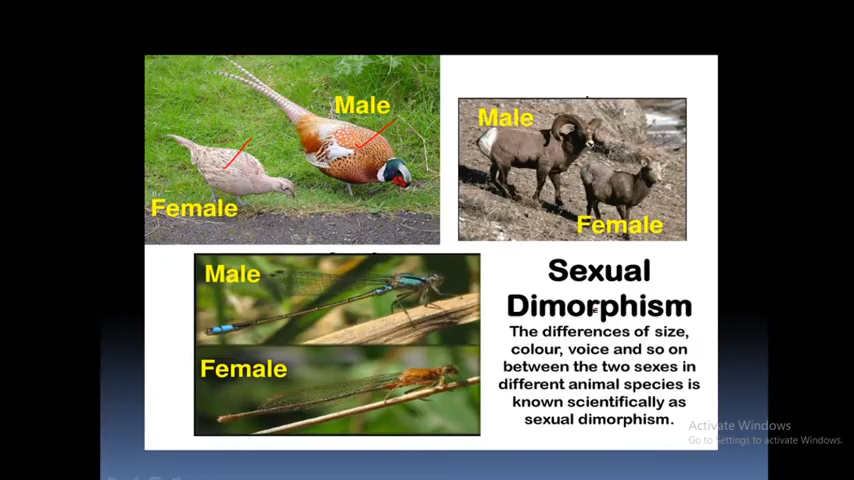 Male
Female
Male
Female
Male
Female
Sexual
Dimorphism
The differences of size,
colour, voice and so on
between the two sexes in
different animal species is
known scientifically as
sexual dimorphism.
Activate Windows
Go to Settings to activate Windows.